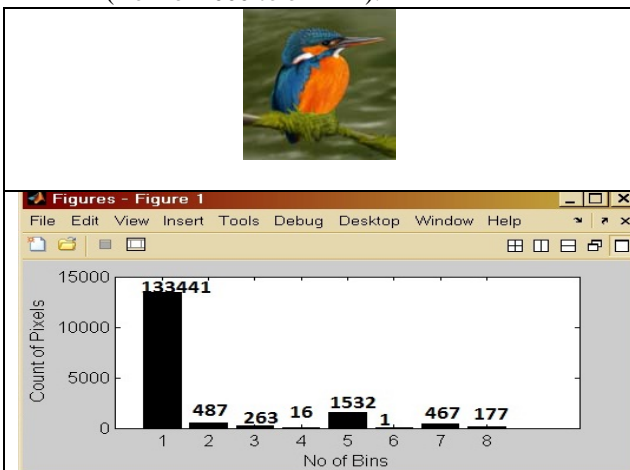 Figures - Figure 1
File Edit View Insert Tools Debug Desktop Window Help
15000
10000
5000
0
Count of Pixels
133441
487
263
16
1532
1
467
177
1 2 3 4 5 6 7 8
No of Bins